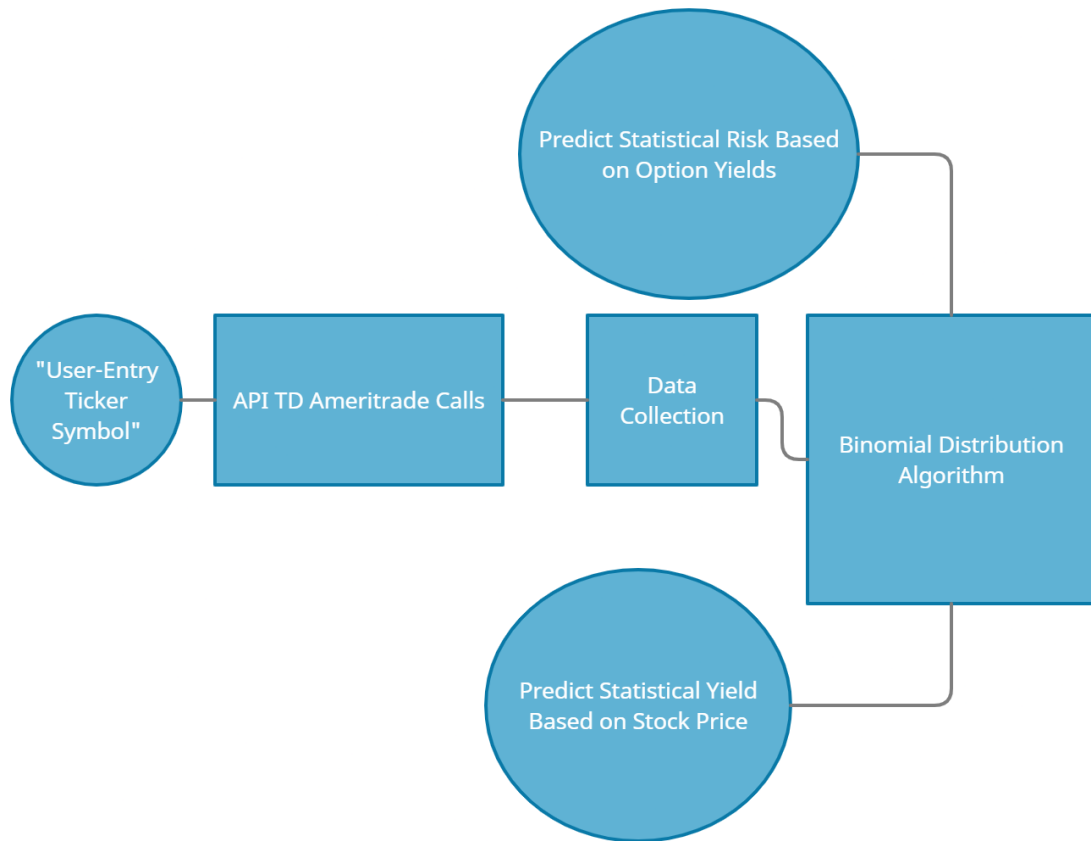 Predict Statistical Risk Based
on Option Yields
"User-Entry
Ticker
Symbol"
API TD Ameritrade Calls
Data
Collection
Binomial Distribution
Algorithm
Predict Statistical Yield
Based on Stock Price